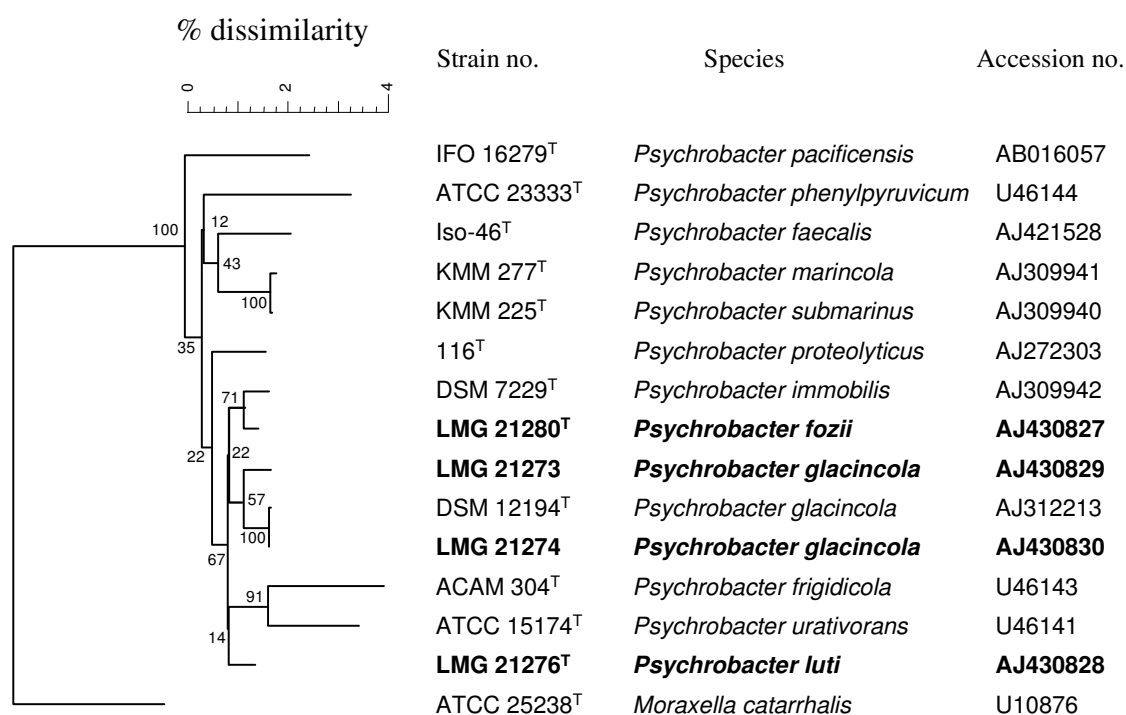 % dissimilarity
Strain no. Species Accession no.
0 2 4
IFO 16279ᵀ Psychrobacter pacificensis AB016057
ATCC 23333ᵀ Psychrobacter phenylpyruvicum U46144
12
Iso-46ᵀ Psychrobacter faecalis AJ421528
100
43
KMM 277ᵀ Psychrobacter marincola AJ309941
100
KMM 225ᵀ Psychrobacter submarinus AJ309940
35
116ᵀ Psychrobacter proteolyticus AJ272303
DSM 7229ᵀ Psychrobacter immobilis AJ309942
71
LMG 21280ᵀ Psychrobacter fozii AJ430827
22 22
LMG 21273 Psychrobacter glacincola AJ430829
57
DSM 12194ᵀ Psychrobacter glacincola AJ312213
100
LMG 21274 Psychrobacter glacincola AJ430830
67
ACAM 304ᵀ Psychrobacter frigidicola U46143
91
ATCC 15174ᵀ Psychrobacter urativorans U46141
14
LMG 21276ᵀ Psychrobacter luti AJ430828
ATCC 25238ᵀ Moraxella catarrhalis U10876